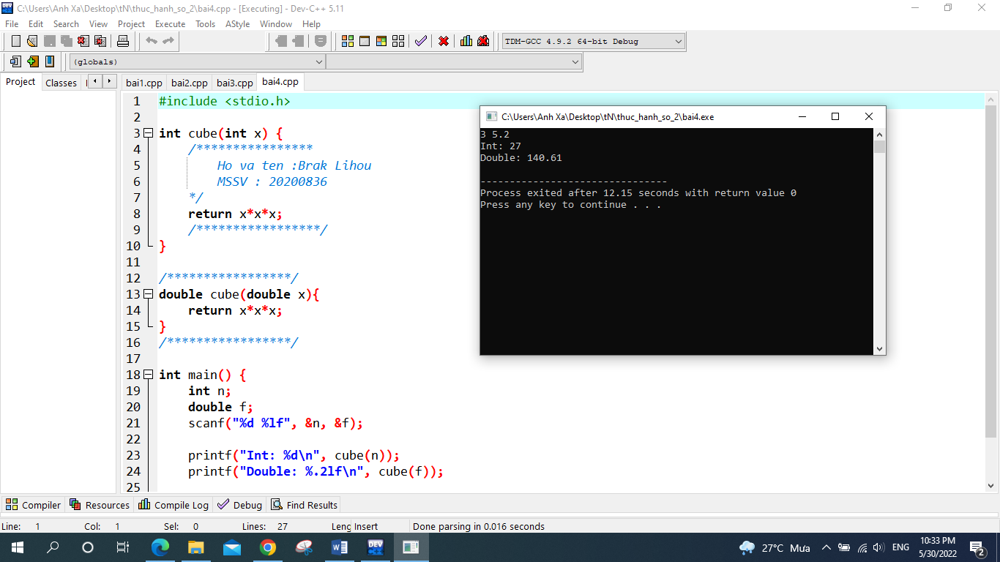 C:\Users\Anh Xa\Desktop\tN\thuc_hanh_so_2\bai4.cpp - [Executing] - Dev-C++ 5.11
File Edit Search View Project Execute Tools AStyle Window Help
TDM-GCC 4.9.2 64-bit Debug
(globals)
Project Classes
bai1.cpp bai2.cpp bai3.cpp bai4.cpp
1 #include <stdio.h>
2
3 int cube(int x) {
4 /****************
5 Ho va ten :Brak Lihou
6 MSSV : 20200836
7 */
8 return x*x*x;
9 /*****************/
10 }
11
12 /*****************/
13 double cube(double x){
14 return x*x*x;
15 }
16 /*****************/
17
18 int main() {
19 int n;
20 double f;
21 scanf("%d %lf", &n, &f);
22
23 printf("Int: %d\n", cube(n));
24 printf("Double: %.2lf\n", cube(f));
25
C:\Users\Anh Xa\Desktop\tN\thuc_hanh_so_2\bai4.exe
3 5.2
Int: 27
Double: 140.61
--------------------------------
Process exited after 12.15 seconds with return value 0
Press any key to continue . . .
Compiler Resources Compile Log Debug Find Results
Line: 1 Col: 1 Sel: 0 Lines: 27 Insert Done parsing in 0.016 seconds
DEV
27°C Mưa ENG 10:33 PM
5/30/2022
2